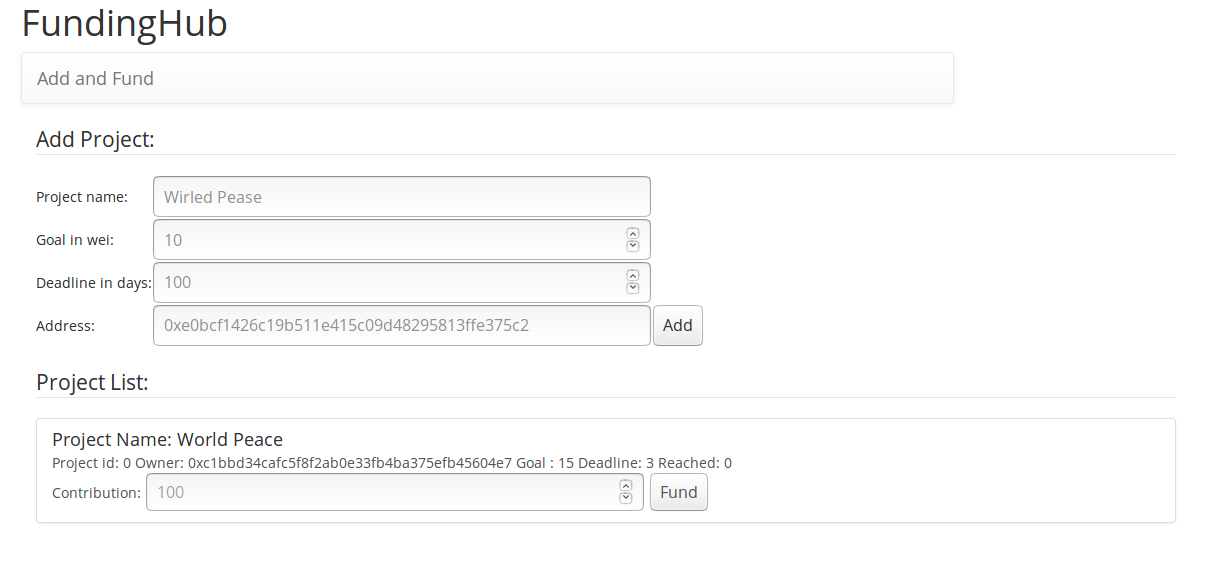 FundingHub
Add and Fund
Add Project:
Project name: Wirled Pease
Goal in wei: 10
Deadline in days: 100
Address: 0xe0bcf1426c19b511e415c09d48295813ffe375c2 Add
Project List:
Project Name: World Peace
Project id: 0 Owner: 0xc1bbd34cafc5f8f2ab0e33fb4ba375efb45604e7 Goal : 15 Deadline: 3 Reached: 0
Contribution: 100 Fund